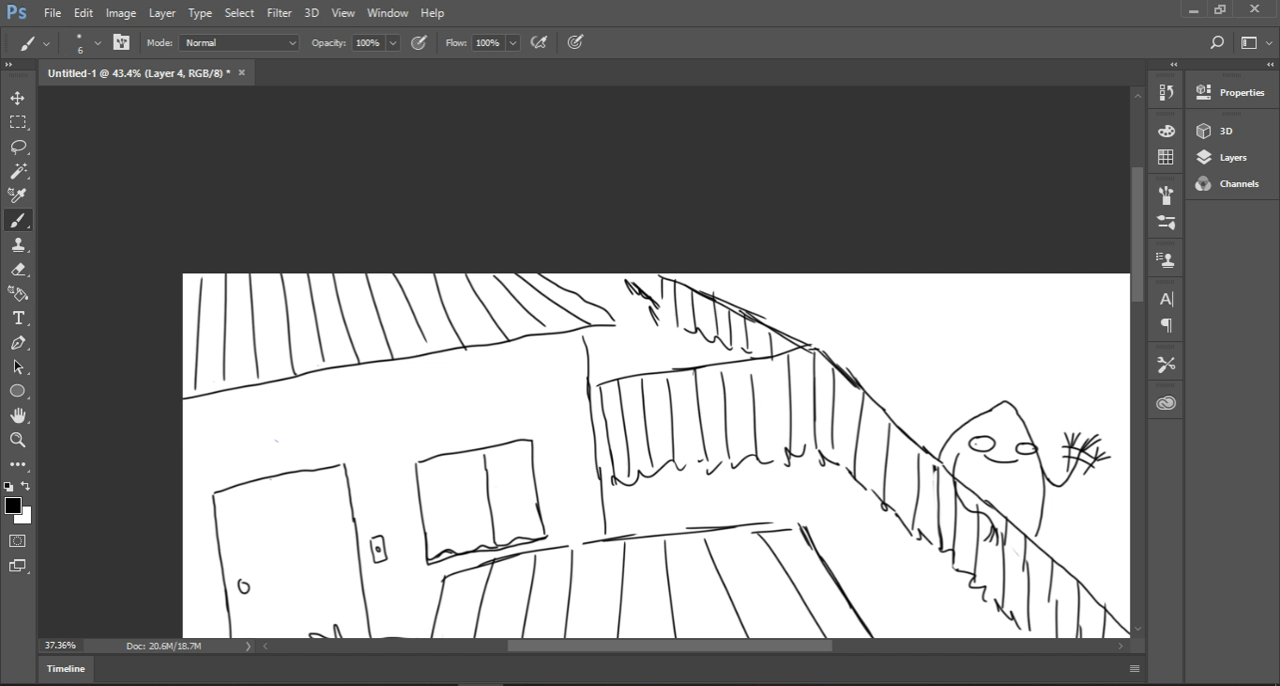 Ps File Edit Image Layer Type Select Filter 3D View Window Help
6 Mode: Normal Opacity: 100% Flow: 100%
Untitled-1 @ 43.4% (Layer 4, RGB/8) *
Properties
3D
Layers
Channels
37.36% Doc: 20.6M/18.7M
Timeline